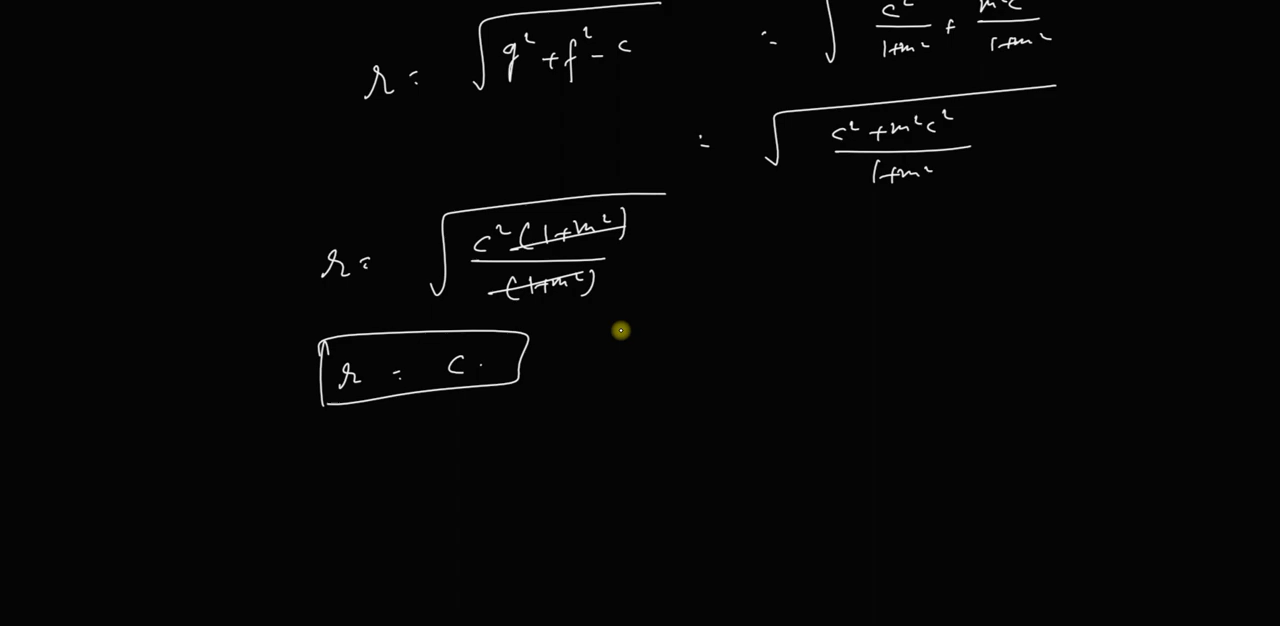 r = √(g² + f² - c) = √(c²/(1+m²) + m²c²/(1+m²))
= √((c² + m²c²)/(1+m²))
r = √(c²(1+m²)/(1+m²))
r = c.